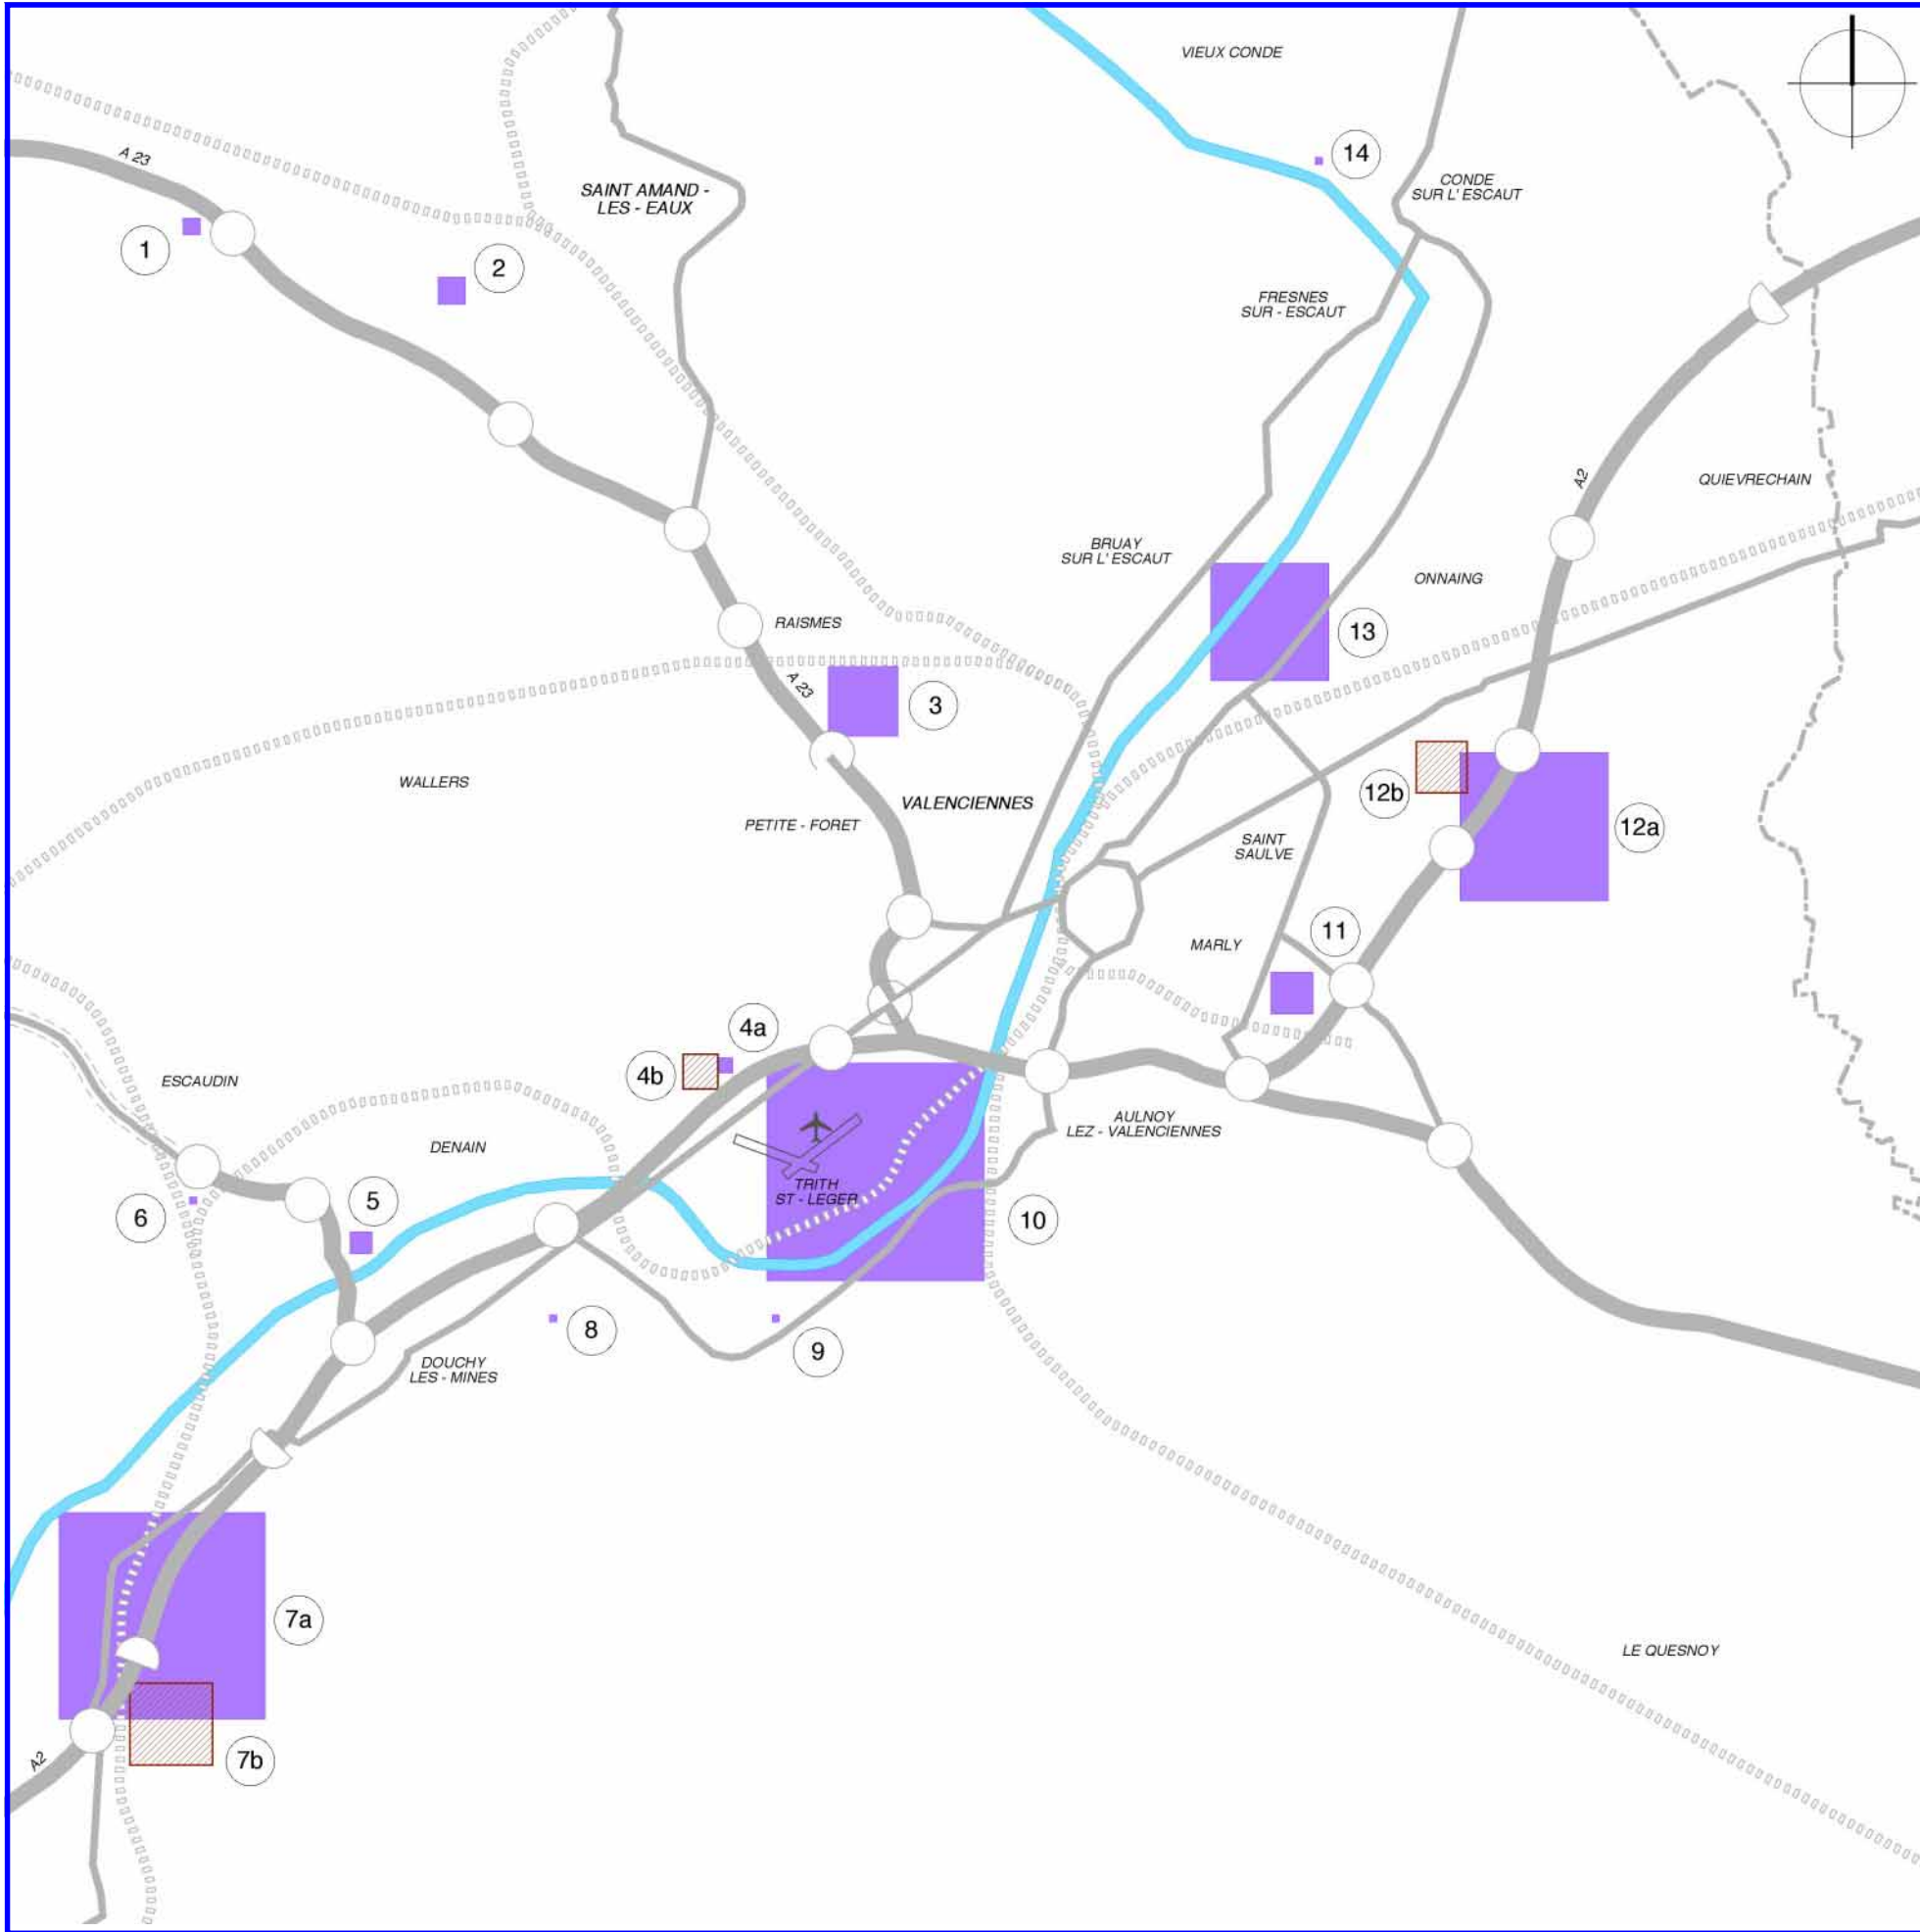 VIEUX CONDE
A 23
14
SAINT AMAND -
LES - EAUX
CONDE
SUR L' ESCAUT
1
2
FRESNES
SUR - ESCAUT
A2
QUIEVRECHAIN
BRUAY
SUR L' ESCAUT
ONNAING
RAISMES
13
A 23
3
WALLERS
12b
VALENCIENNES
PETITE - FORET
12a
SAINT
SAULVE
11
MARLY
4a
4b
ESCAUDIN
AULNOY
LEZ - VALENCIENNES
DENAIN
TRITH
ST - LEGER
5
6
10
8
9
DOUCHY
LES - MINES
7a
LE QUESNOY
A2
7b